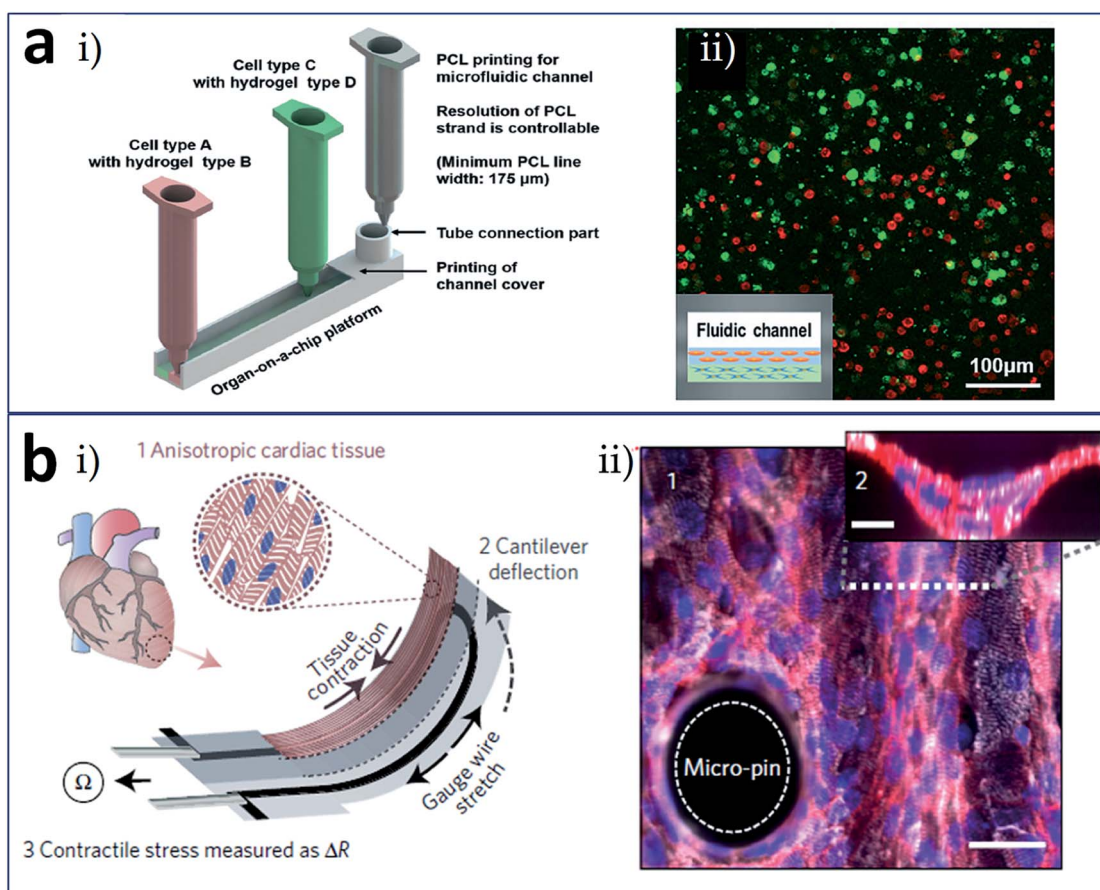 a i)
Cell type A
with hydrogel type B
Cell type C
with hydrogel type D
PCL printing for
microfluidic channel
Resolution of PCL
strand is controllable
(Minimum PCL line
width: 175 µm)
Tube connection part
Printing of
channel cover
Organ-on-a-chip platform
ii)
Fluidic channel
100µm
b i)
1 Anisotropic cardiac tissue
2 Cantilever
deflection
Tissue
contraction
Gauge wire
stretch
Ω
3 Contractile stress measured as ΔR
ii)
1
2
Micro-pin